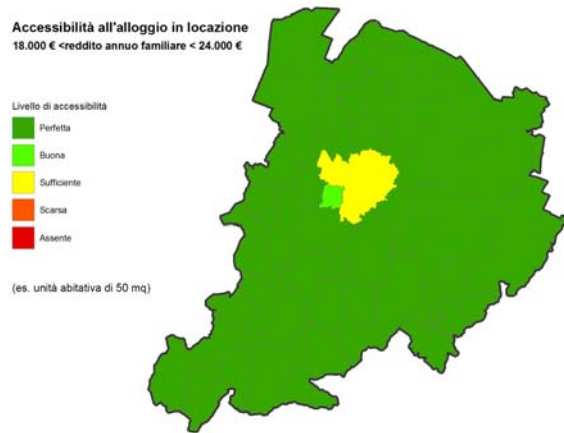 Accessibilità all'alloggio in locazione
18.000 € <reddito annuo familiare < 24.000 €
Livello di accessibilità
Perfetta
Buona
Sufficiente
Scarsa
Assente
(es. unità abitativa di 50 mq)